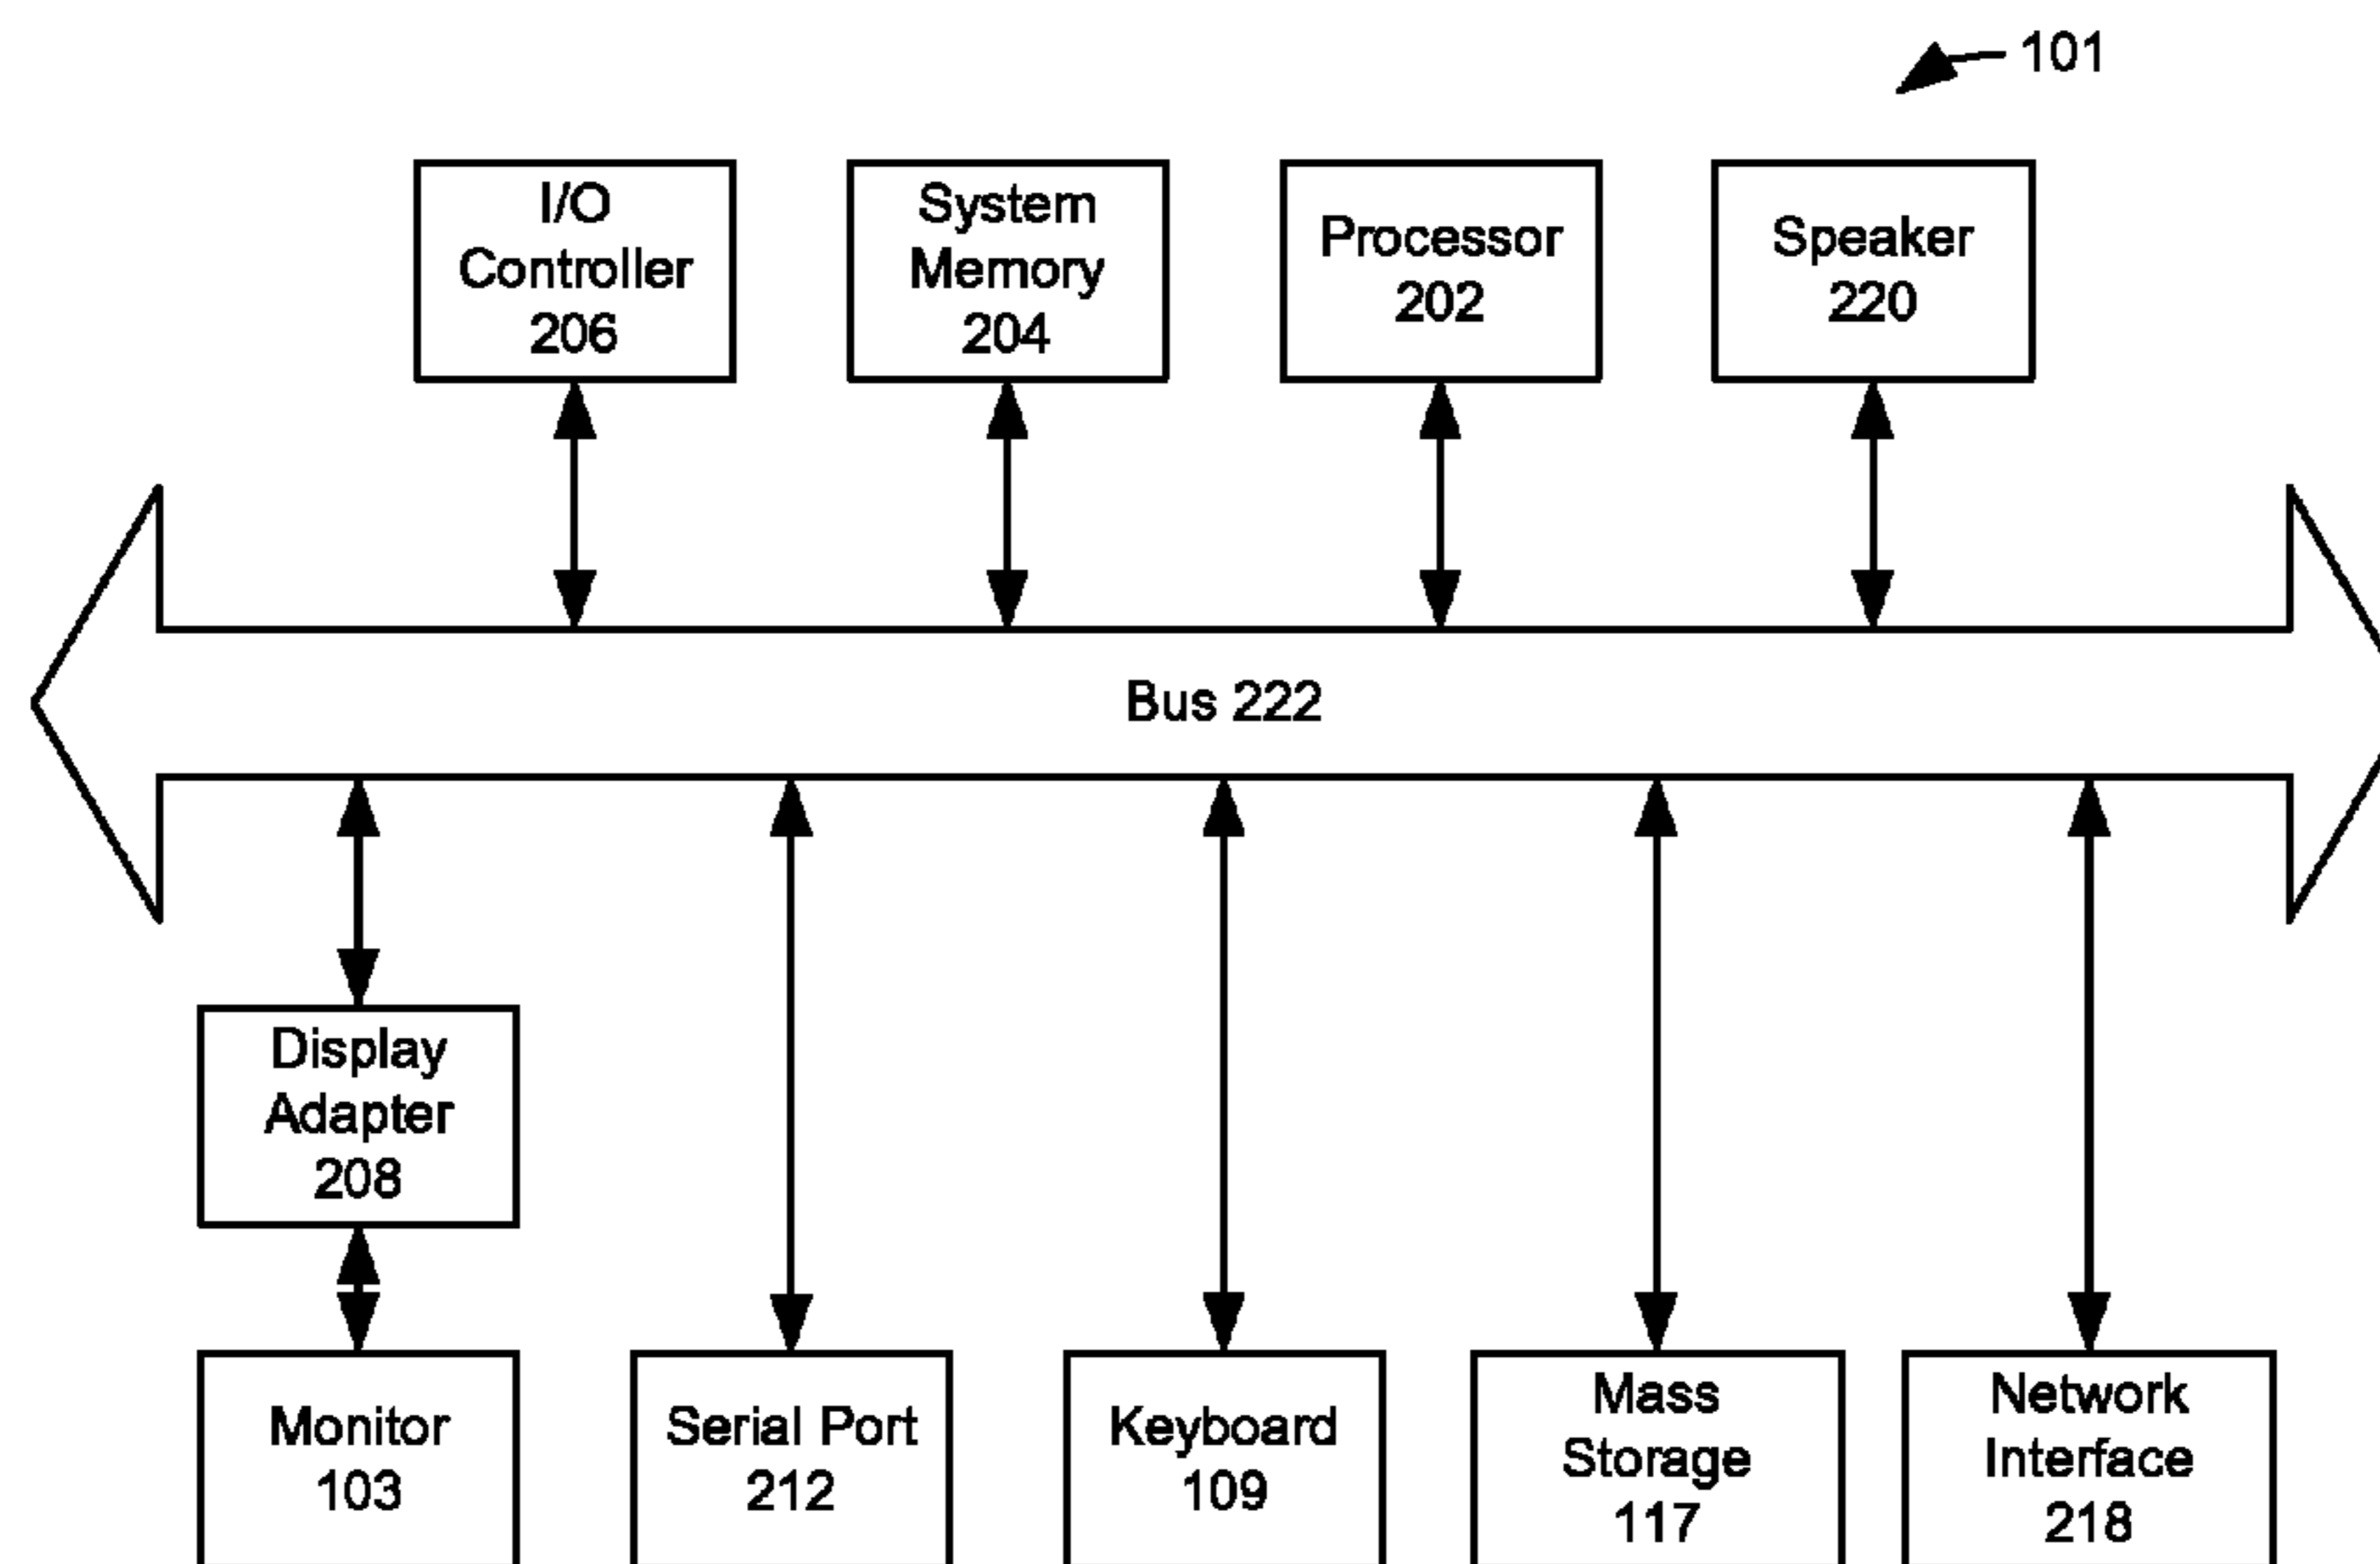 101
I/O
Controller
206
System
Memory
204
Processor
202
Speaker
220
Bus 222
Display
Adapter
208
Monitor
103
Serial Port
212
Keyboard
109
Mass
Storage
117
Network
Interface
218